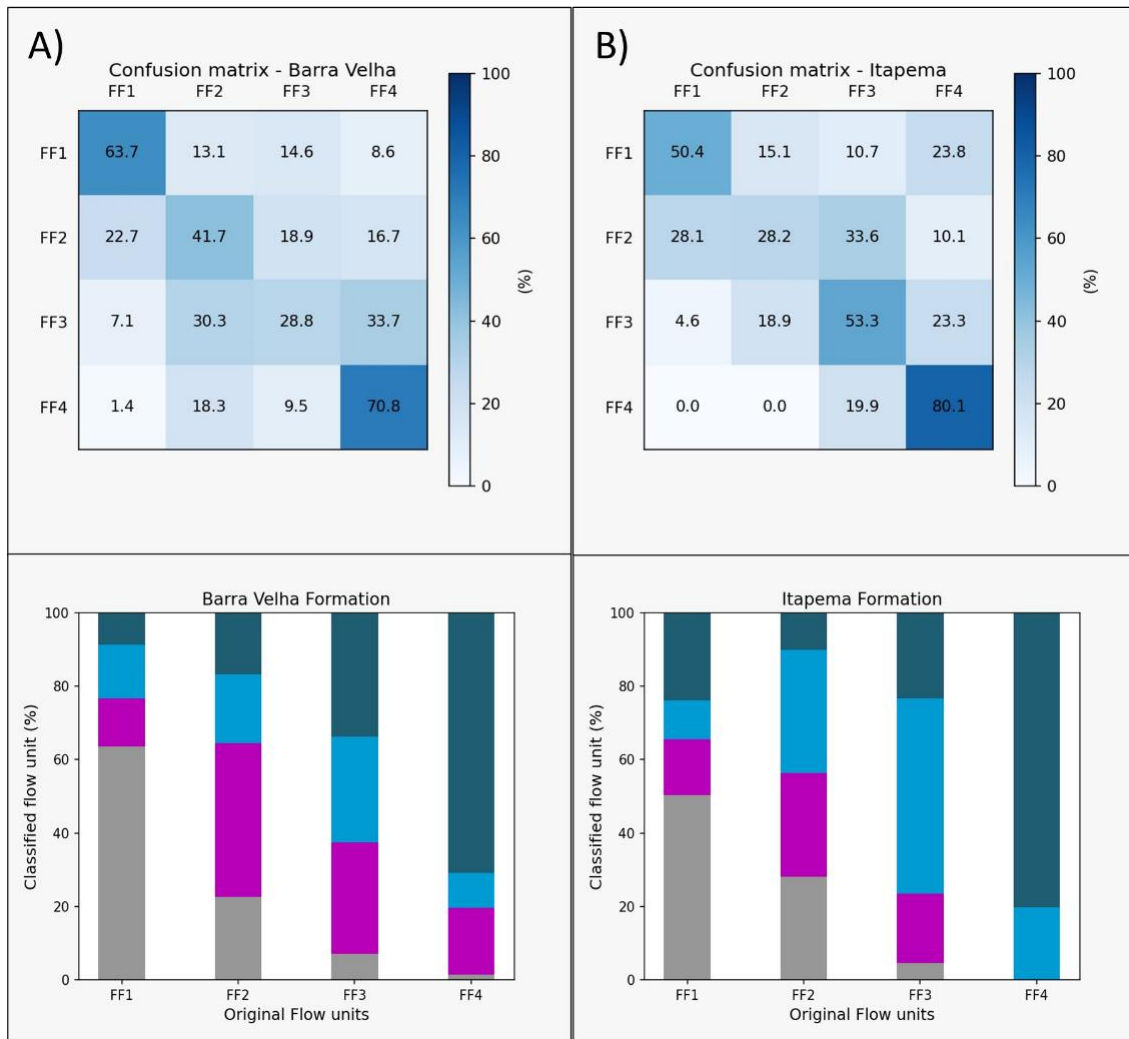 A)
Confusion matrix - Barra Velha
FF1 FF2 FF3 FF4
FF1 63.7 13.1 14.6 8.6
FF2 22.7 41.7 18.9 16.7
FF3 7.1 30.3 28.8 33.7
FF4 1.4 18.3 9.5 70.8
100
80
60
40
20
0
(%)
B)
Confusion matrix - Itapema
FF1 FF2 FF3 FF4
FF1 50.4 15.1 10.7 23.8
FF2 28.1 28.2 33.6 10.1
FF3 4.6 18.9 53.3 23.3
FF4 0.0 0.0 19.9 80.1
100
80
60
40
20
0
(%)
Barra Velha Formation
Classified flow unit (%)
100
80
60
40
20
0
FF1 FF2 FF3 FF4
Original Flow units
Itapema Formation
Classified flow unit (%)
100
80
60
40
20
0
FF1 FF2 FF3 FF4
Original Flow units